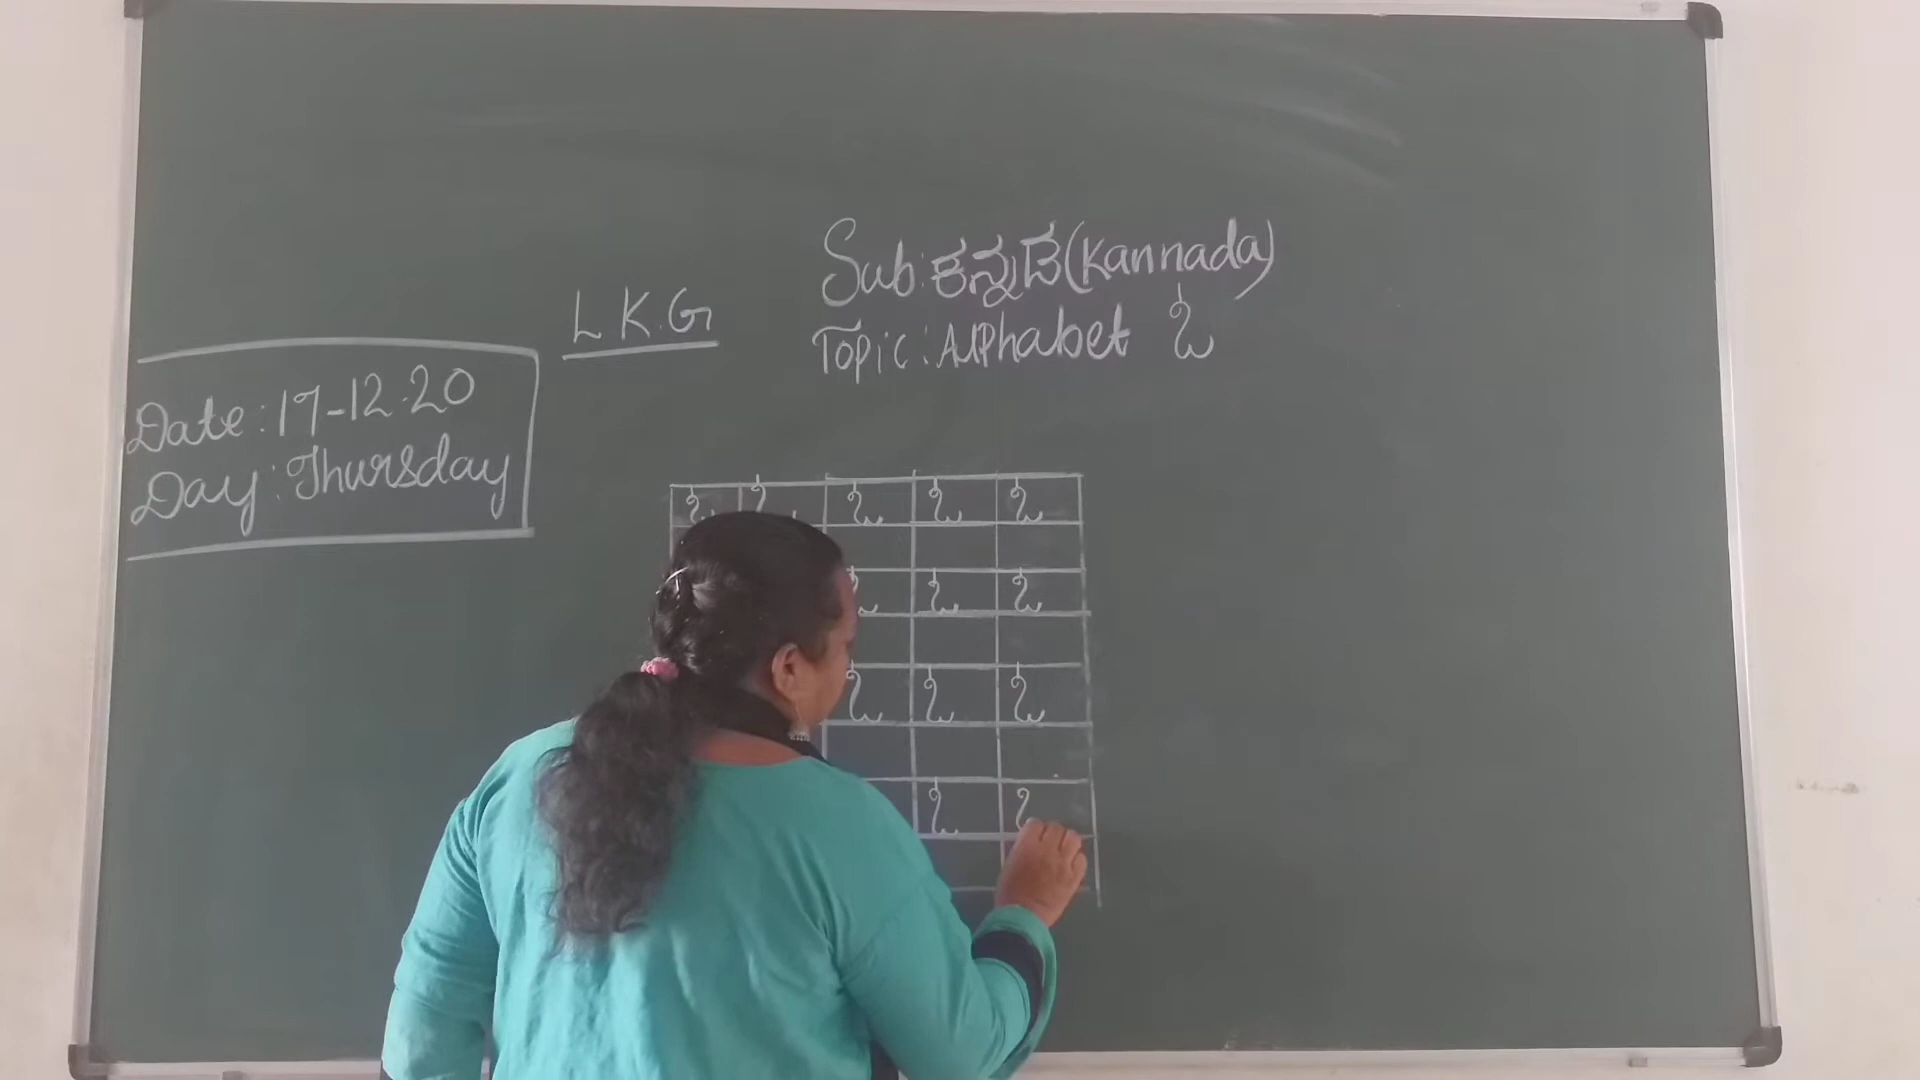 Sub: ಕನ್ನಡ (Kannada)
L K.G
Topic: Alphabet ಎ
Date: 17-12.20
Day: Thursday
ಎ ಎ ಎ ಎ ಎ
ಎ ಎ ಎ
ಎ ಎ ಎ
ಎ ಎ